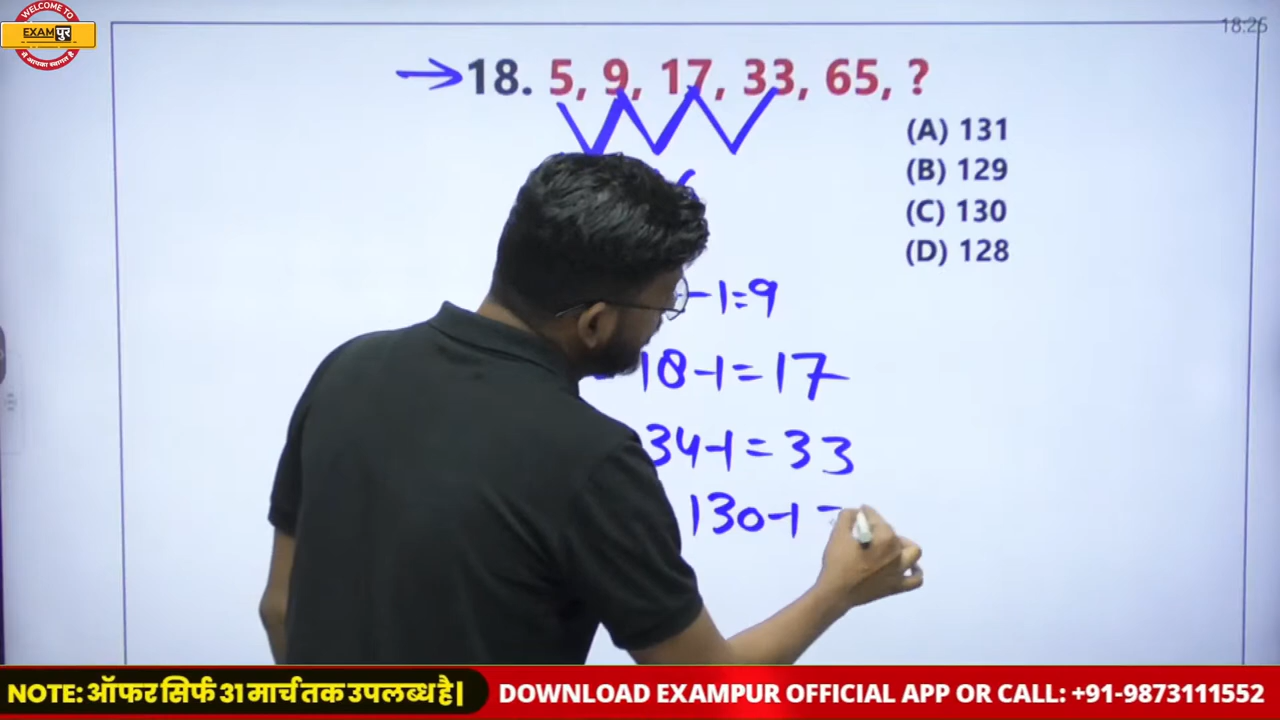 WELCOME TO
EXAMपुर
में आपका स्वागत है
18:25
18. 5, 9, 17, 33, 65, ?
(A) 131
(B) 129
(C) 130
(D) 128
-1=9
18-1=17
34-1=33
130-1=
NOTE: ऑफर सिर्फ 31 मार्च तक उपलब्ध है|
DOWNLOAD EXAMPUR OFFICIAL APP OR CALL: +91-9873111552